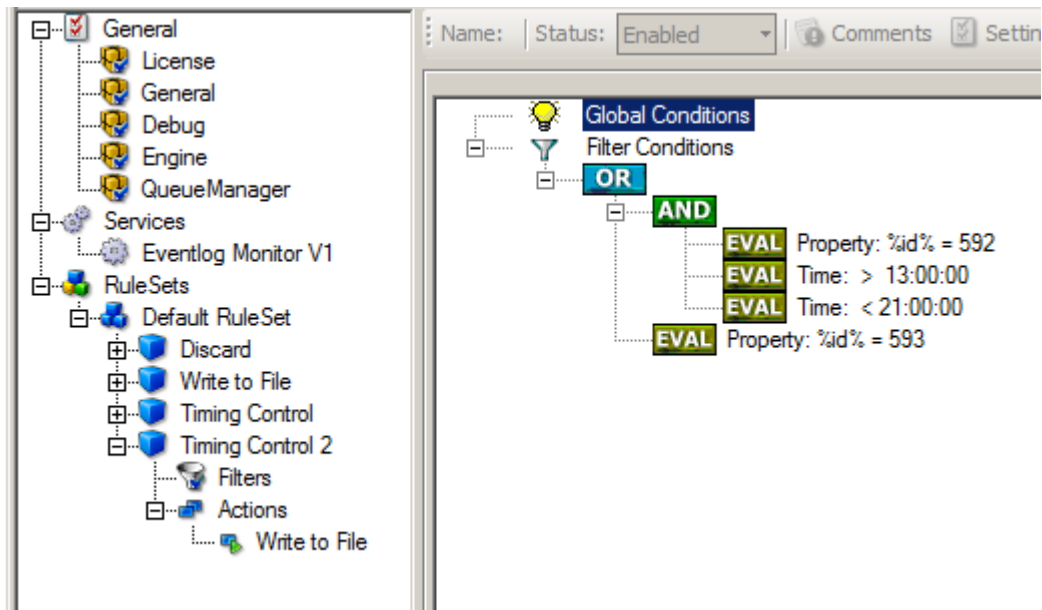 General
License
General
Debug
Engine
QueueManager
Services
Eventlog Monitor V1
RuleSets
Default RuleSet
Discard
Write to File
Timing Control
Timing Control 2
Filters
Actions
Write to File
Name: Status: Enabled Comments Settin
Global Conditions
Filter Conditions
OR
AND
EVAL Property: %id% = 592
EVAL Time: > 13:00:00
EVAL Time: < 21:00:00
EVAL Property: %id% = 593